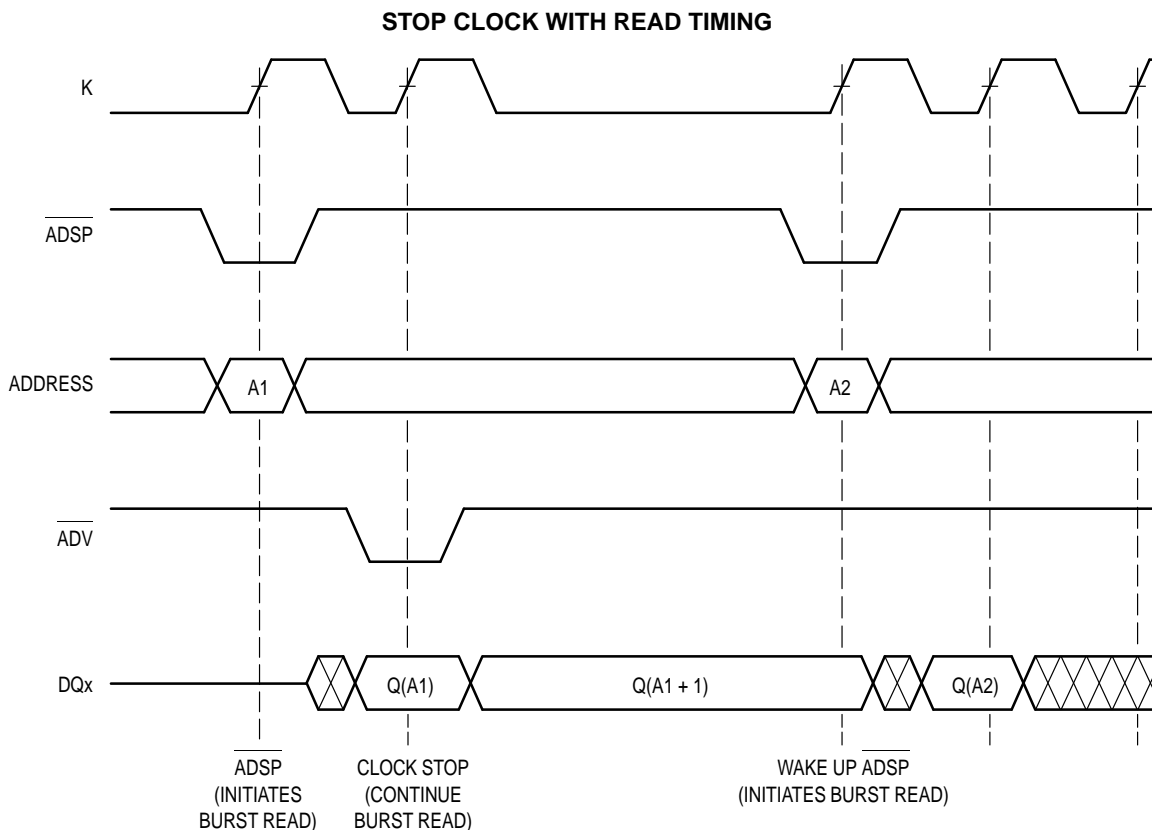 STOP CLOCK WITH READ TIMING
K
ADSP
ADDRESS
A1
A2
ADV
DQx
Q(A1)
Q(A1 + 1)
Q(A2)
ADSP
(INITIATES
BURST READ)
CLOCK STOP
(CONTINUE
BURST READ)
WAKE UP ADSP
(INITIATES BURST READ)